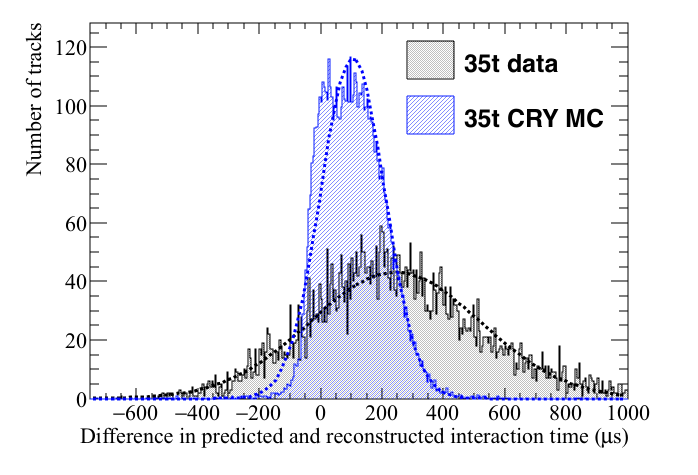 Number of tracks
120
100
80
60
40
20
0
35t data
35t CRY MC
−600 −400 −200 0 200 400 600 800 1000
Difference in predicted and reconstructed interaction time (μs)